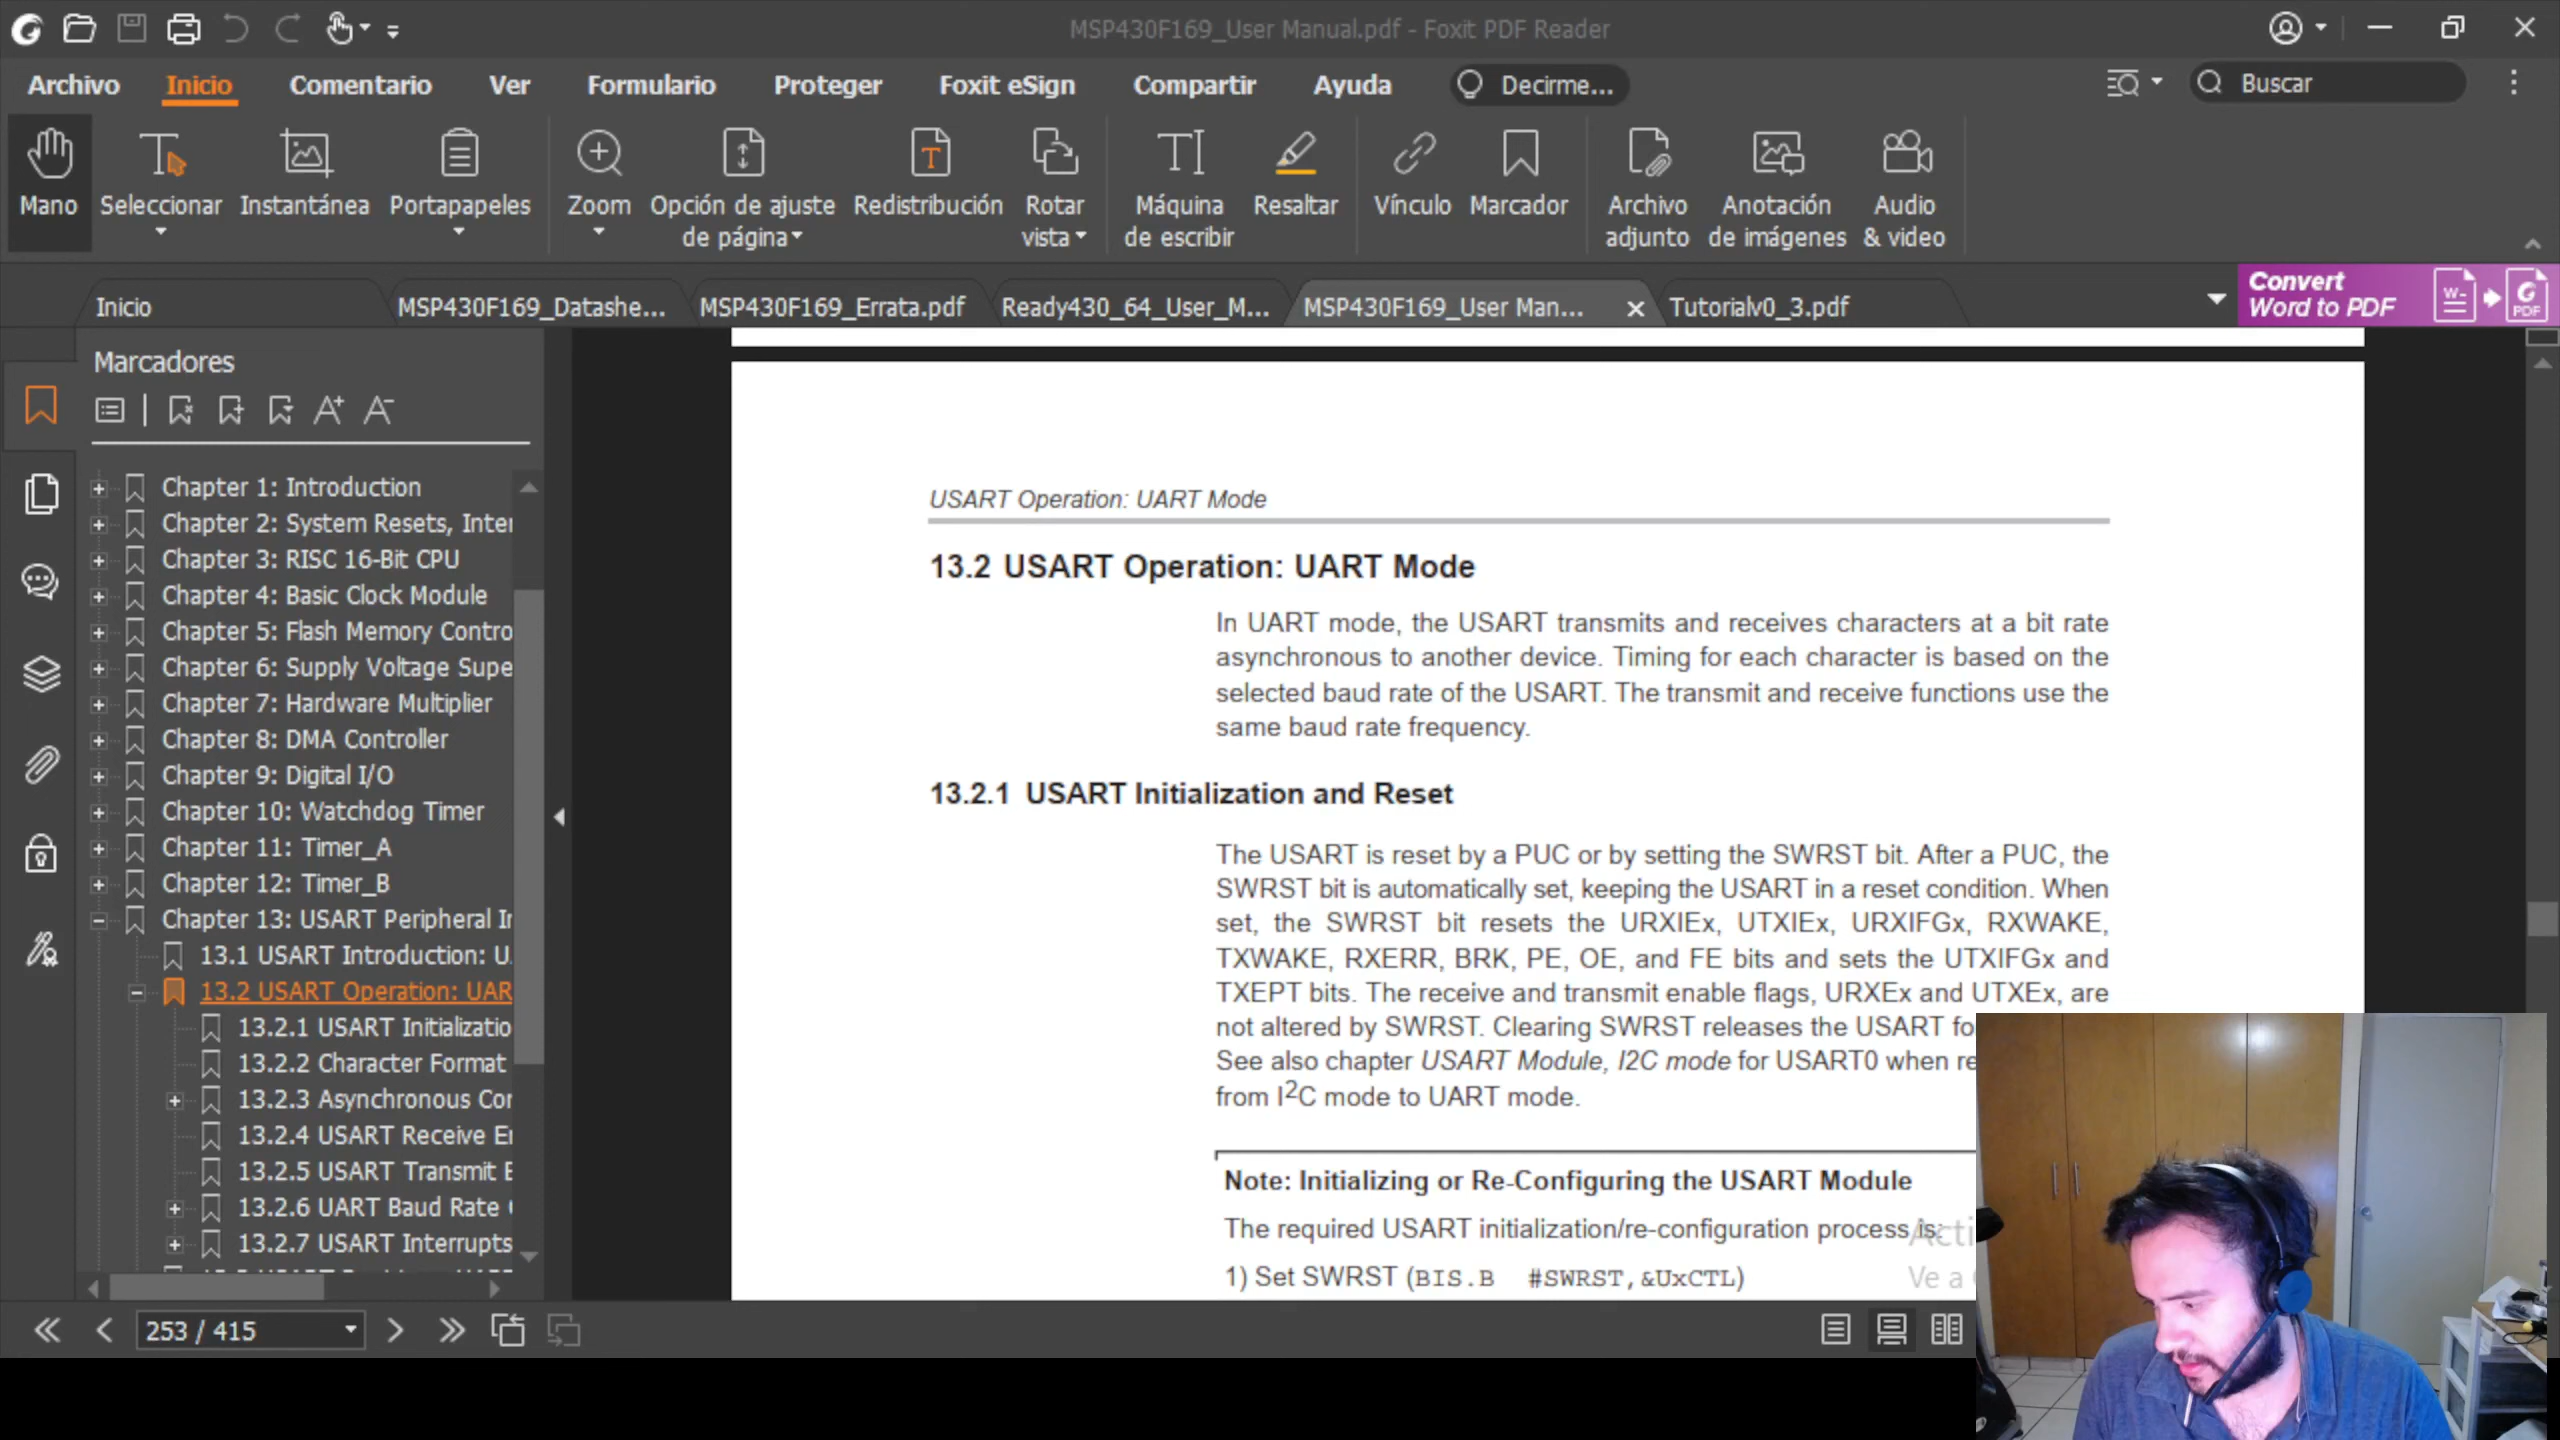 MSP430F169_User Manual.pdf - Foxit PDF Reader
Archivo Inicio Comentario Ver Formulario Proteger Foxit eSign Compartir Ayuda Decirme... Buscar
Mano Seleccionar Instantánea Portapapeles Zoom Opción de ajuste de página Redistribución Rotar vista Máquina de escribir Resaltar Vínculo Marcador Archivo adjunto Anotación de imágenes Audio & video
Inicio MSP430F169_Datashe... MSP430F169_Errata.pdf Ready430_64_User_M... MSP430F169_User Man... Tutorialv0_3.pdf
Convert
Word to PDF
W
PDF
Marcadores
Chapter 1: Introduction
Chapter 2: System Resets, Inter
Chapter 3: RISC 16-Bit CPU
Chapter 4: Basic Clock Module
Chapter 5: Flash Memory Contro
Chapter 6: Supply Voltage Supe
Chapter 7: Hardware Multiplier
Chapter 8: DMA Controller
Chapter 9: Digital I/O
Chapter 10: Watchdog Timer
Chapter 11: Timer_A
Chapter 12: Timer_B
Chapter 13: USART Peripheral Ir
13.1 USART Introduction: U
13.2 USART Operation: UAR
13.2.1 USART Initializatio
13.2.2 Character Format
13.2.3 Asynchronous Cor
13.2.4 USART Receive Er
13.2.5 USART Transmit E
13.2.6 UART Baud Rate
13.2.7 USART Interrupts
253 / 415
USART Operation: UART Mode
13.2 USART Operation: UART Mode
In UART mode, the USART transmits and receives characters at a bit rate
asynchronous to another device. Timing for each character is based on the
selected baud rate of the USART. The transmit and receive functions use the
same baud rate frequency.
13.2.1 USART Initialization and Reset
The USART is reset by a PUC or by setting the SWRST bit. After a PUC, the
SWRST bit is automatically set, keeping the USART in a reset condition. When
set, the SWRST bit resets the URXIEx, UTXIEx, URXIFGx, RXWAKE,
TXWAKE, RXERR, BRK, PE, OE, and FE bits and sets the UTXIFGx and
TXEPT bits. The receive and transmit enable flags, URXEx and UTXEx, are
not altered by SWRST. Clearing SWRST releases the USART fo
See also chapter USART Module, I2C mode for USART0 when re
from I2C mode to UART mode.
Note: Initializing or Re-Configuring the USART Module
The required USART initialization/re-configuration process is:
1) Set SWRST (BIS.B #SWRST,&UxCTL)
Acti
Ve a